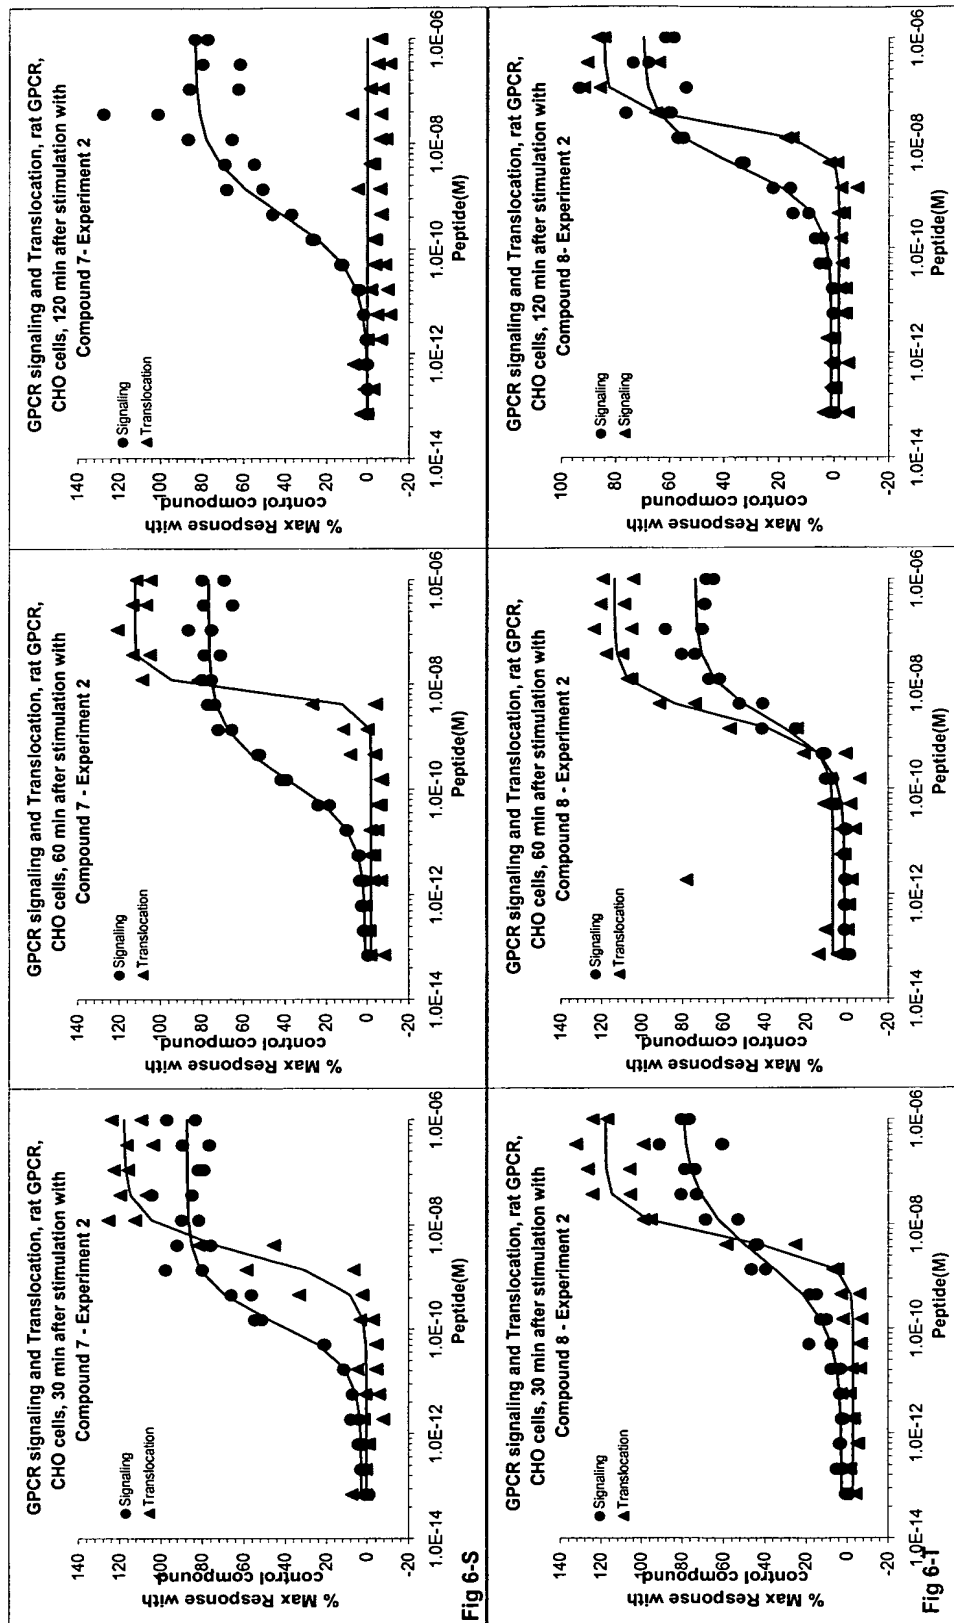 GPCR signaling and Translocation, rat GPCR,
CHO cells, 30 min after stimulation with
Compound 7 - Experiment 2
Signaling
Translocation
% Max Response with
control compound
140
120
100
80
60
40
20
0
-20
1.0E-14
1.0E-12
1.0E-10
1.0E-08
1.0E-06
Peptide(M)
Fig 6-S
GPCR signaling and Translocation, rat GPCR,
CHO cells, 60 min after stimulation with
Compound 7 - Experiment 2
Signaling
Translocation
% Max Response with
control compound
140
120
100
80
60
40
20
0
-20
1.0E-14
1.0E-12
1.0E-10
1.0E-08
1.0E-06
Peptide(M)
GPCR signaling and Translocation, rat GPCR,
CHO cells, 120 min after stimulation with
Compound 7- Experiment 2
Signaling
Translocation
% Max Response with
control compound
140
120
100
80
60
40
20
0
-20
1.0E-14
1.0E-12
1.0E-10
1.0E-08
1.0E-06
Peptide(M)
GPCR signaling and Translocation, rat GPCR,
CHO cells, 30 min after stimulation with
Compound 8 - Experiment 2
Signaling
Translocation
% Max Response with
control compound
140
120
100
80
60
40
20
0
-20
1.0E-14
1.0E-12
1.0E-10
1.0E-08
1.0E-06
Peptide(M)
Fig 6-T
GPCR signaling and Translocation, rat GPCR,
CHO cells, 60 min after stimulation with
Compound 8 - Experiment 2
Signaling
Translocation
% Max Response with
control compound
140
120
100
80
60
40
20
0
-20
1.0E-14
1.0E-12
1.0E-10
1.0E-08
1.0E-06
Peptide(M)
GPCR signaling and Translocation, rat GPCR,
CHO cells, 120 min after stimulation with
Compound 8- Experiment 2
Signaling
Signaling
% Max Response with
control compound
100
80
60
40
20
0
-20
1.0E-14
1.0E-12
1.0E-10
1.0E-08
1.0E-06
Peptide(M)